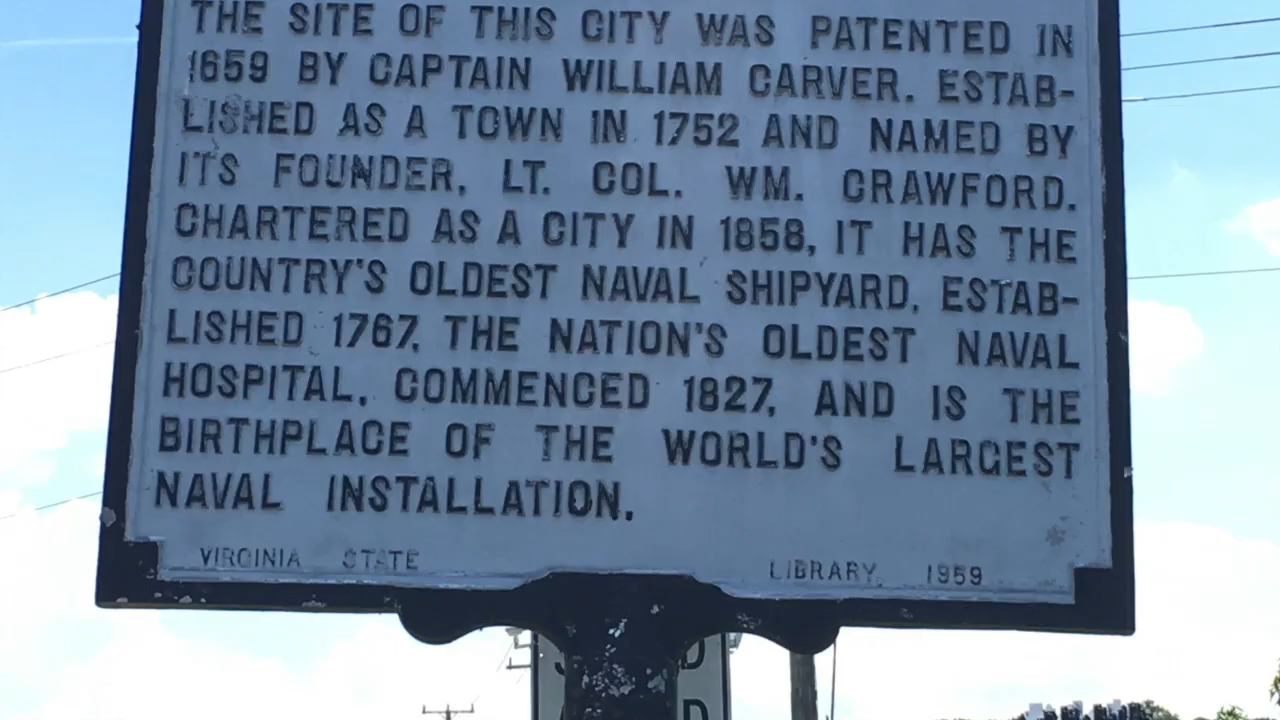 THE SITE OF THIS CITY WAS PATENTED IN
1659 BY CAPTAIN WILLIAM CARVER. ESTAB-
LISHED AS A TOWN IN 1752 AND NAMED BY
ITS FOUNDER, LT. COL. WM. CRAWFORD.
CHARTERED AS A CITY IN 1858, IT HAS THE
COUNTRY'S OLDEST NAVAL SHIPYARD, ESTAB-
LISHED 1767, THE NATION'S OLDEST NAVAL
HOSPITAL, COMMENCED 1827, AND IS THE
BIRTHPLACE OF THE WORLD'S LARGEST
NAVAL INSTALLATION.
VIRGINIA STATE LIBRARY, 1959